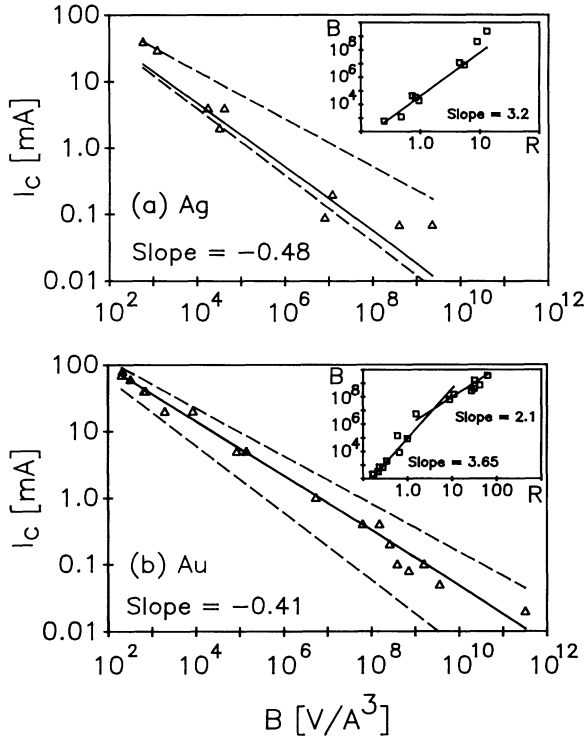 100
10
1.0
0.1
0.01
I_C [mA]
(a) Ag
Slope = −0.48
B
10^8
10^6
10^4
Slope = 3.2
1.0 10 R
10^2 10^4 10^6 10^8 10^10 10^12
100
10
1.0
0.1
0.01
I_C [mA]
(b) Au
Slope = −0.41
B
10^8
10^6
10^4
Slope = 2.1
Slope = 3.65
1.0 10 100 R
10^2 10^4 10^6 10^8 10^10 10^12
B [V/A^3]